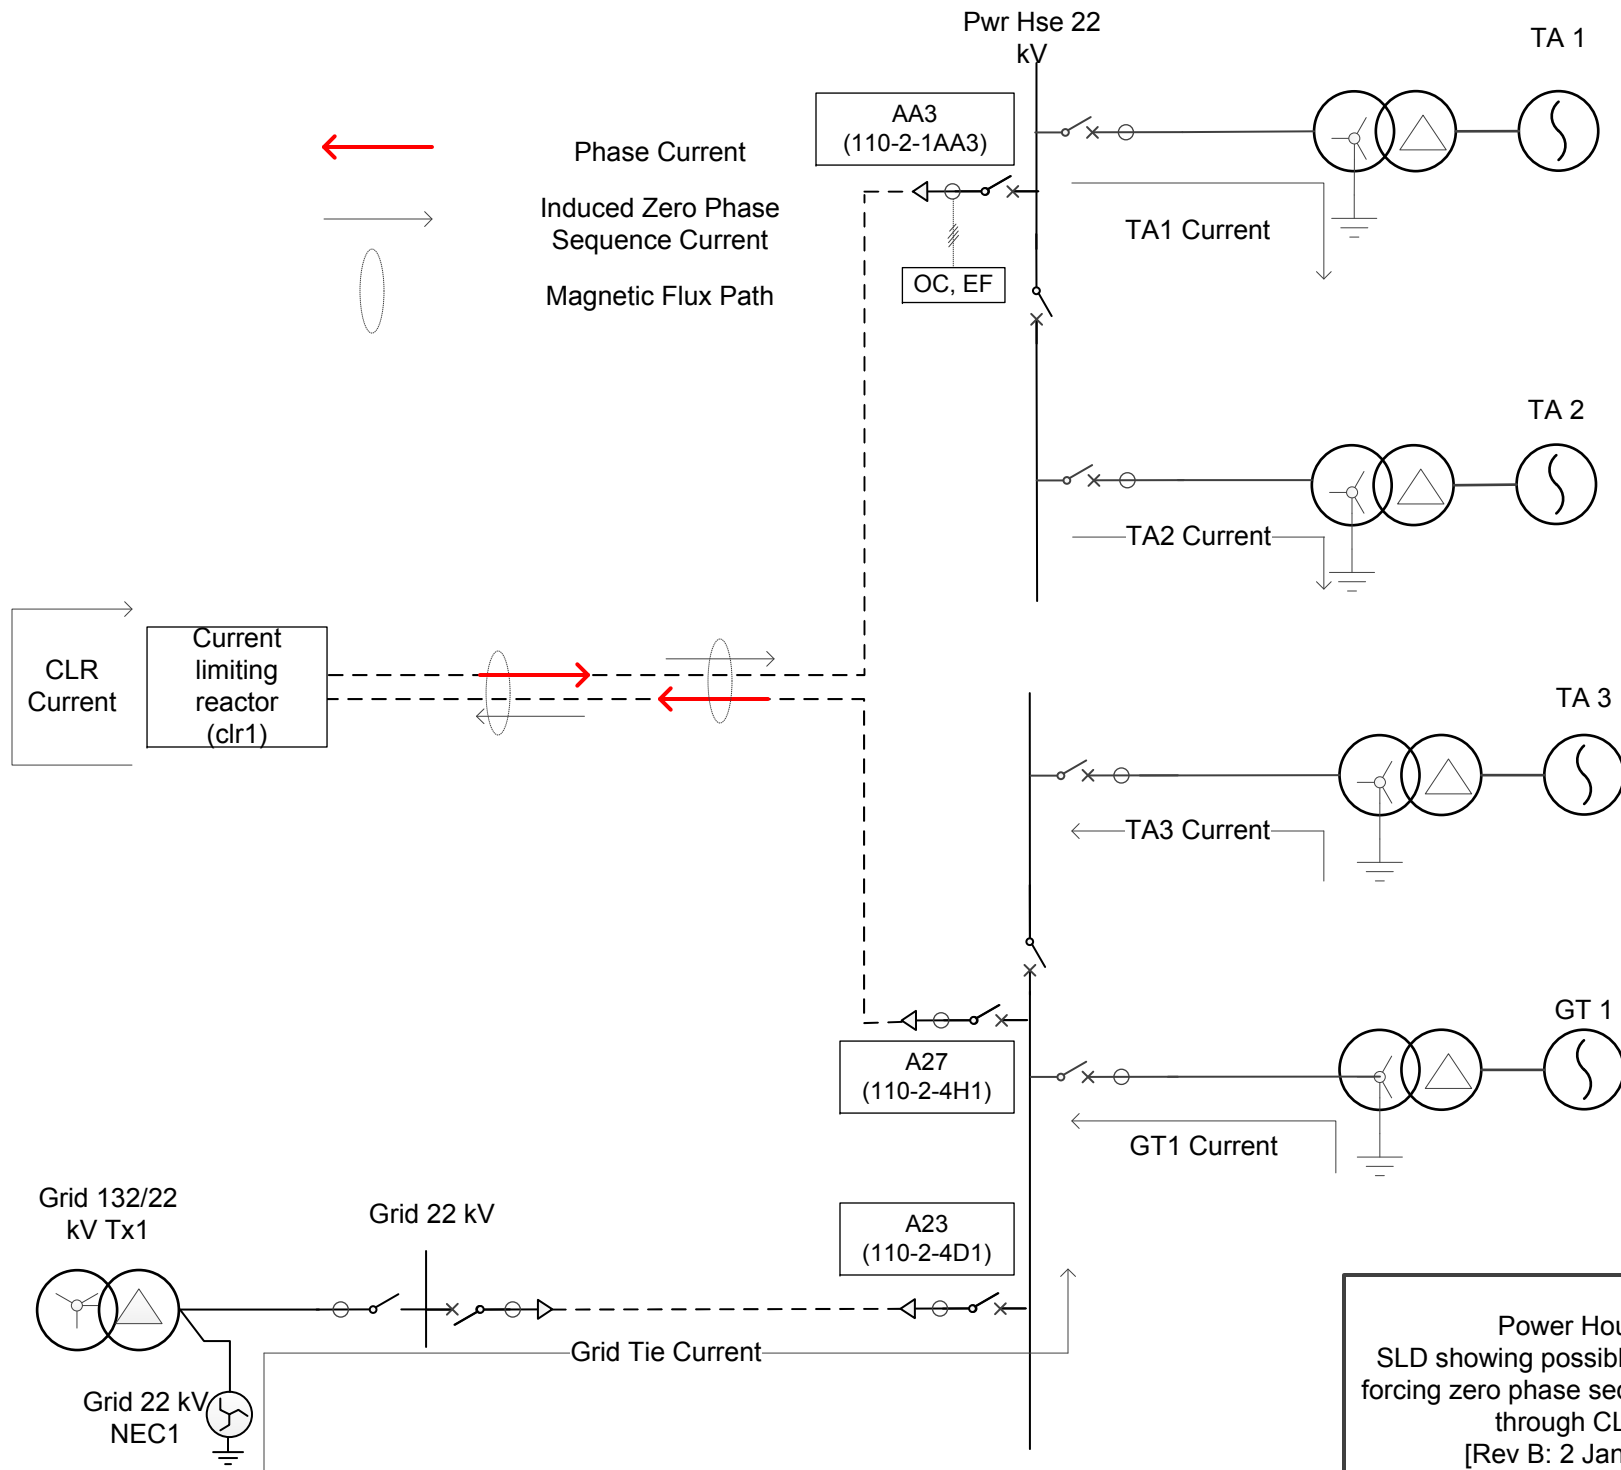 Pwr Hse 22
kV
TA 1
AA3
(110-2-1AA3)
Phase Current
Induced Zero Phase
Sequence Current
TA1 Current
OC, EF
Magnetic Flux Path
TA 2
TA2 Current
CLR
Current
Current
limiting
reactor
(clr1)
TA 3
TA3 Current
GT 1
A27
(110-2-4H1)
GT1 Current
Grid 132/22
kV Tx1
Grid 22 kV
A23
(110-2-4D1)
Grid Tie Current
Grid 22 kV
NEC1
Power Hou
SLD showing possibl
forcing zero phase sec
through CL
[Rev B: 2 Jan